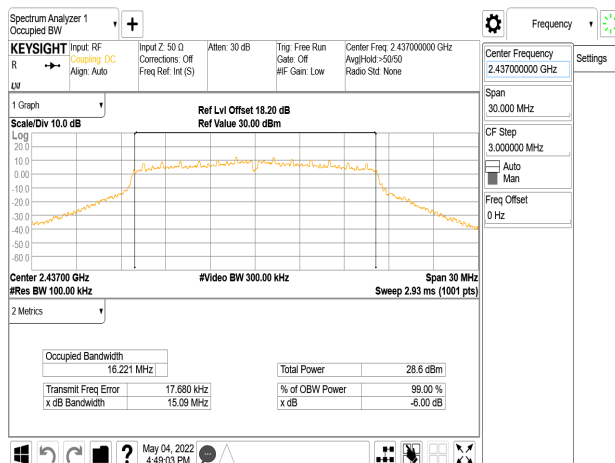 Spectrum Analyzer 1
Occupied BW
Frequency
KEYSIGHT
R
Input: RF
Coupling: DC
Align: Auto
Input Z: 50 Ω
Corrections: Off
Freq Ref: Int (S)
Atten: 30 dB
Trig: Free Run
Gate: Off
#IF Gain: Low
Center Freq: 2.437000000 GHz
Avg|Hold:>50/50
Radio Std: None
Center Frequency
2.437000000 GHz
Settings
Span
30.000 MHz
CF Step
3.000000 MHz
Auto
Man
Freq Offset
0 Hz
1 Graph
Ref Lvl Offset 18.20 dB
Scale/Div 10.0 dB
Ref Value 30.00 dBm
Log
20.0
10.0
0.00
-10.0
-20.0
-30.0
-40.0
-50.0
-60.0
Center 2.43700 GHz
#Video BW 300.00 kHz
Span 30 MHz
#Res BW 100.00 kHz
Sweep 2.93 ms (1001 pts)
2 Metrics
Occupied Bandwidth
16.221 MHz
Total Power 28.6 dBm
Transmit Freq Error 17.680 kHz
% of OBW Power 99.00 %
x dB Bandwidth 15.09 MHz
x dB -6.00 dB
?
May 04, 2022
4:49:03 PM